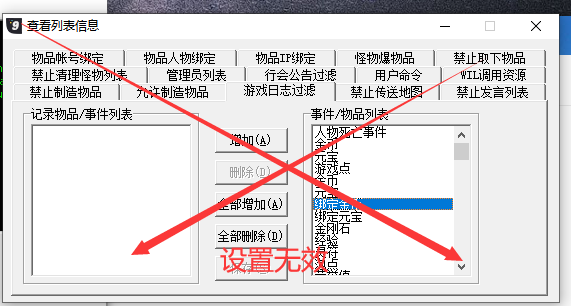 查看列表信息
物品帐号绑定 物品人物绑定 物品IP绑定 怪物爆物品 禁止取下物品
禁止清理怪物列表 管理员列表 行会公告过滤 用户命令 WIL调用资源
禁止制造物品 允许制造物品 游戏日志过滤 禁止传送地图 禁止发言列表
记录物品/事件列表
增加(A)
删除(D)
全部增加(A)
全部删除(D)
事件/物品列表
人物死亡事件
金币
元宝
游戏点
金币
元宝
绑定元宝
金刚石
经验
设置无效